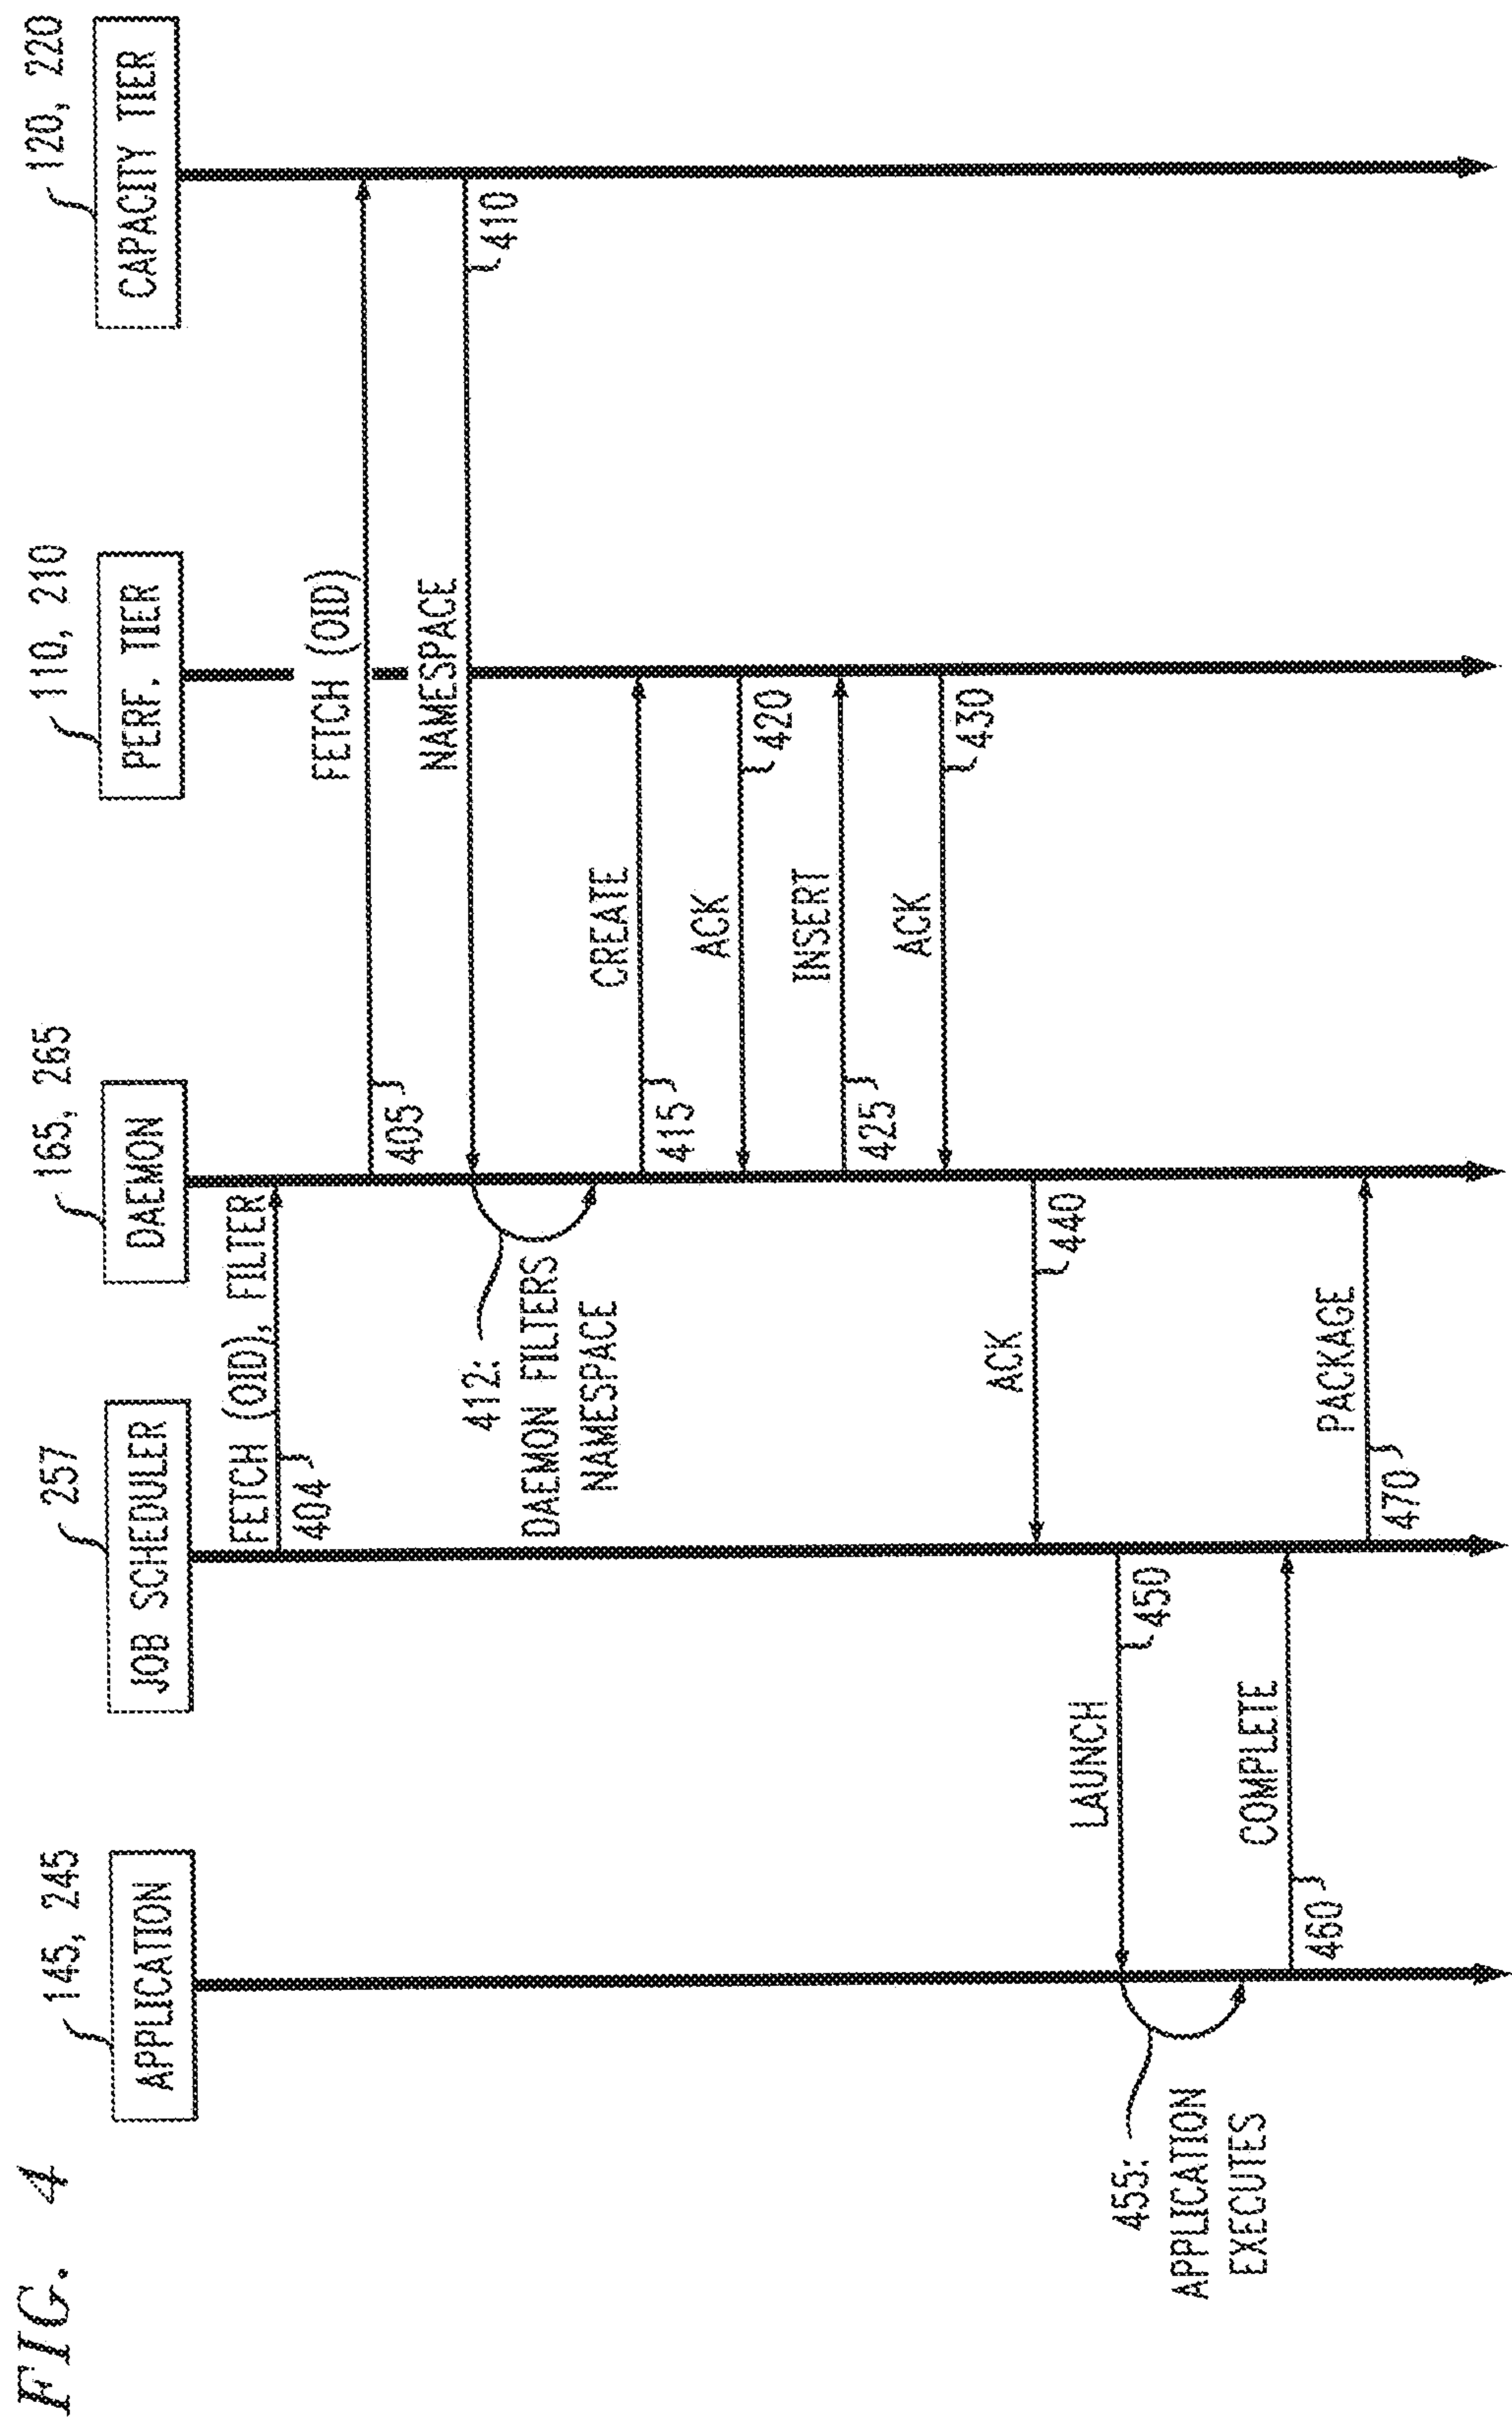 FIG. 4
145, 245
257
165, 265
110, 210
120, 220
APPLICATION
JOB SCHEDULER
DAEMON
PERF. TIER
CAPACITY TIER
FETCH (OID), FILTER
404
FETCH (OID)
405
NAMESPACE
410
412:
DAEMON FILTERS
NAMESPACE
CREATE
415
ACK
420
INSERT
425
ACK
430
ACK
440
LAUNCH
450
455:
APPLICATION
EXECUTES
COMPLETE
460
PACKAGE
470